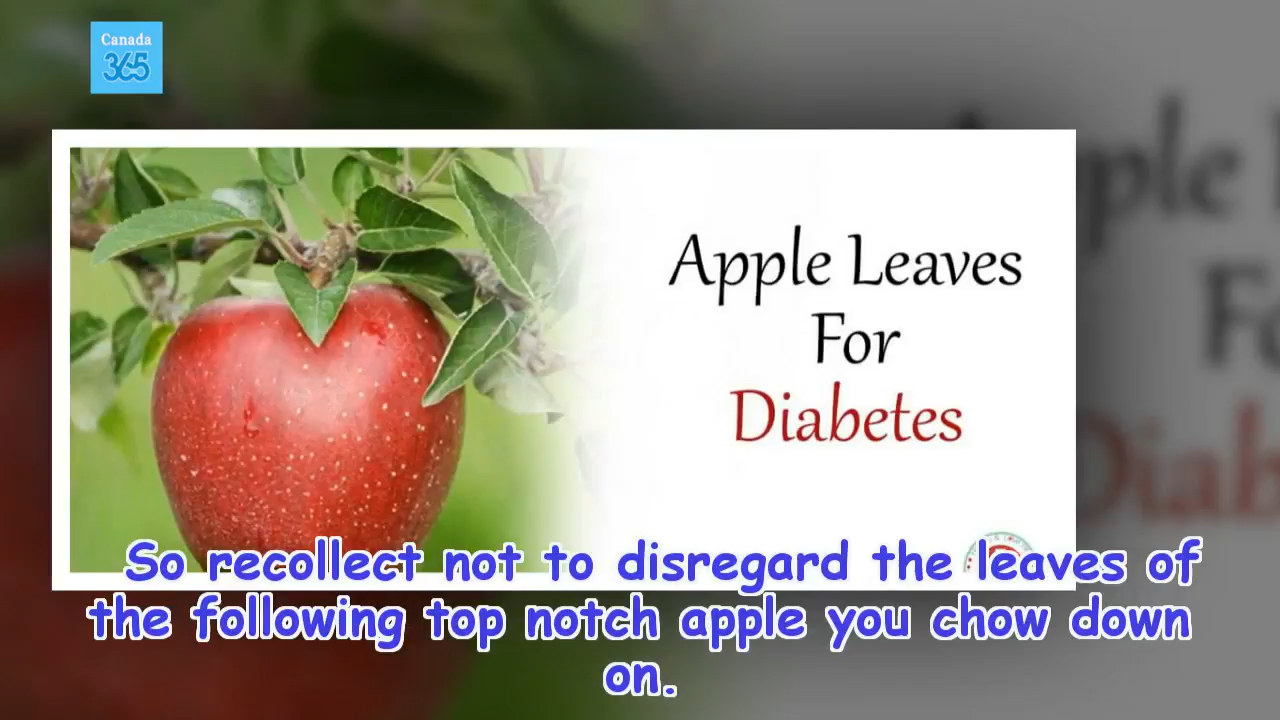 Canada
365
Apple Leaves
For
Diabetes
So recollect not to disregard the leaves of
the following top notch apple you chow down
on.